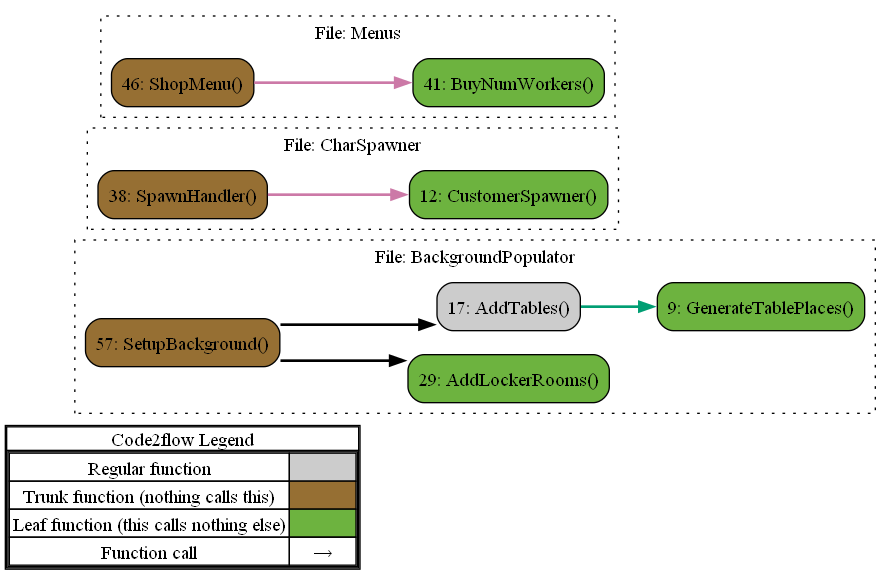 File: Menus
46: ShopMenu()
41: BuyNumWorkers()
File: CharSpawner
38: SpawnHandler()
12: CustomerSpawner()
File: BackgroundPopulator
17: AddTables()
9: GenerateTablePlaces()
57: SetupBackground()
29: AddLockerRooms()
Code2flow Legend
Regular function
Trunk function (nothing calls this)
Leaf function (this calls nothing else)
Function call →